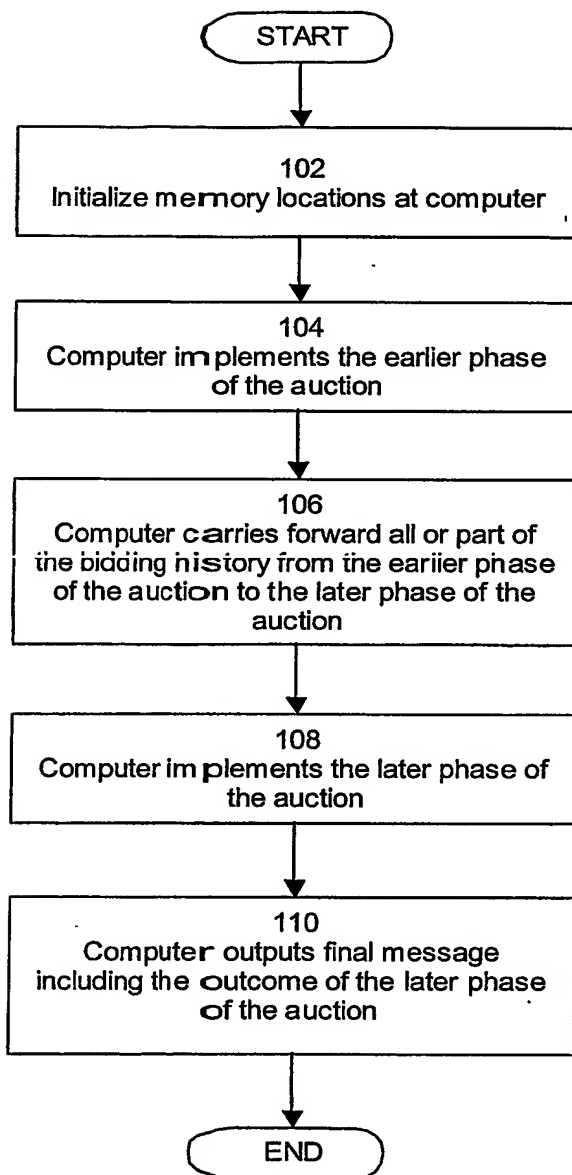 START
102
Initialize memory locations at computer
104
Computer implements the earlier phase
of the auction
106
Computer carries forward all or part of
the bidding history from the earlier phase
of the auction to the later phase of the
auction
108
Computer implements the later phase of
the auction
110
Computer outputs final message
including the outcome of the later phase
of the auction
END